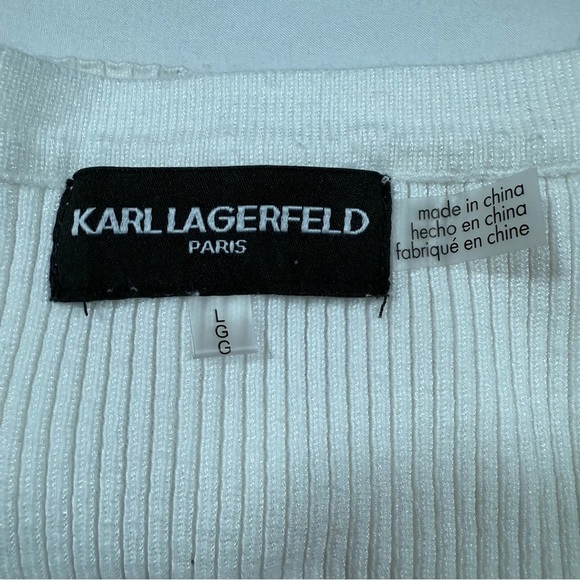 KARL LAGERFELD
PARIS
made in china
hecho en china
fabriqué en chine
L
G
G